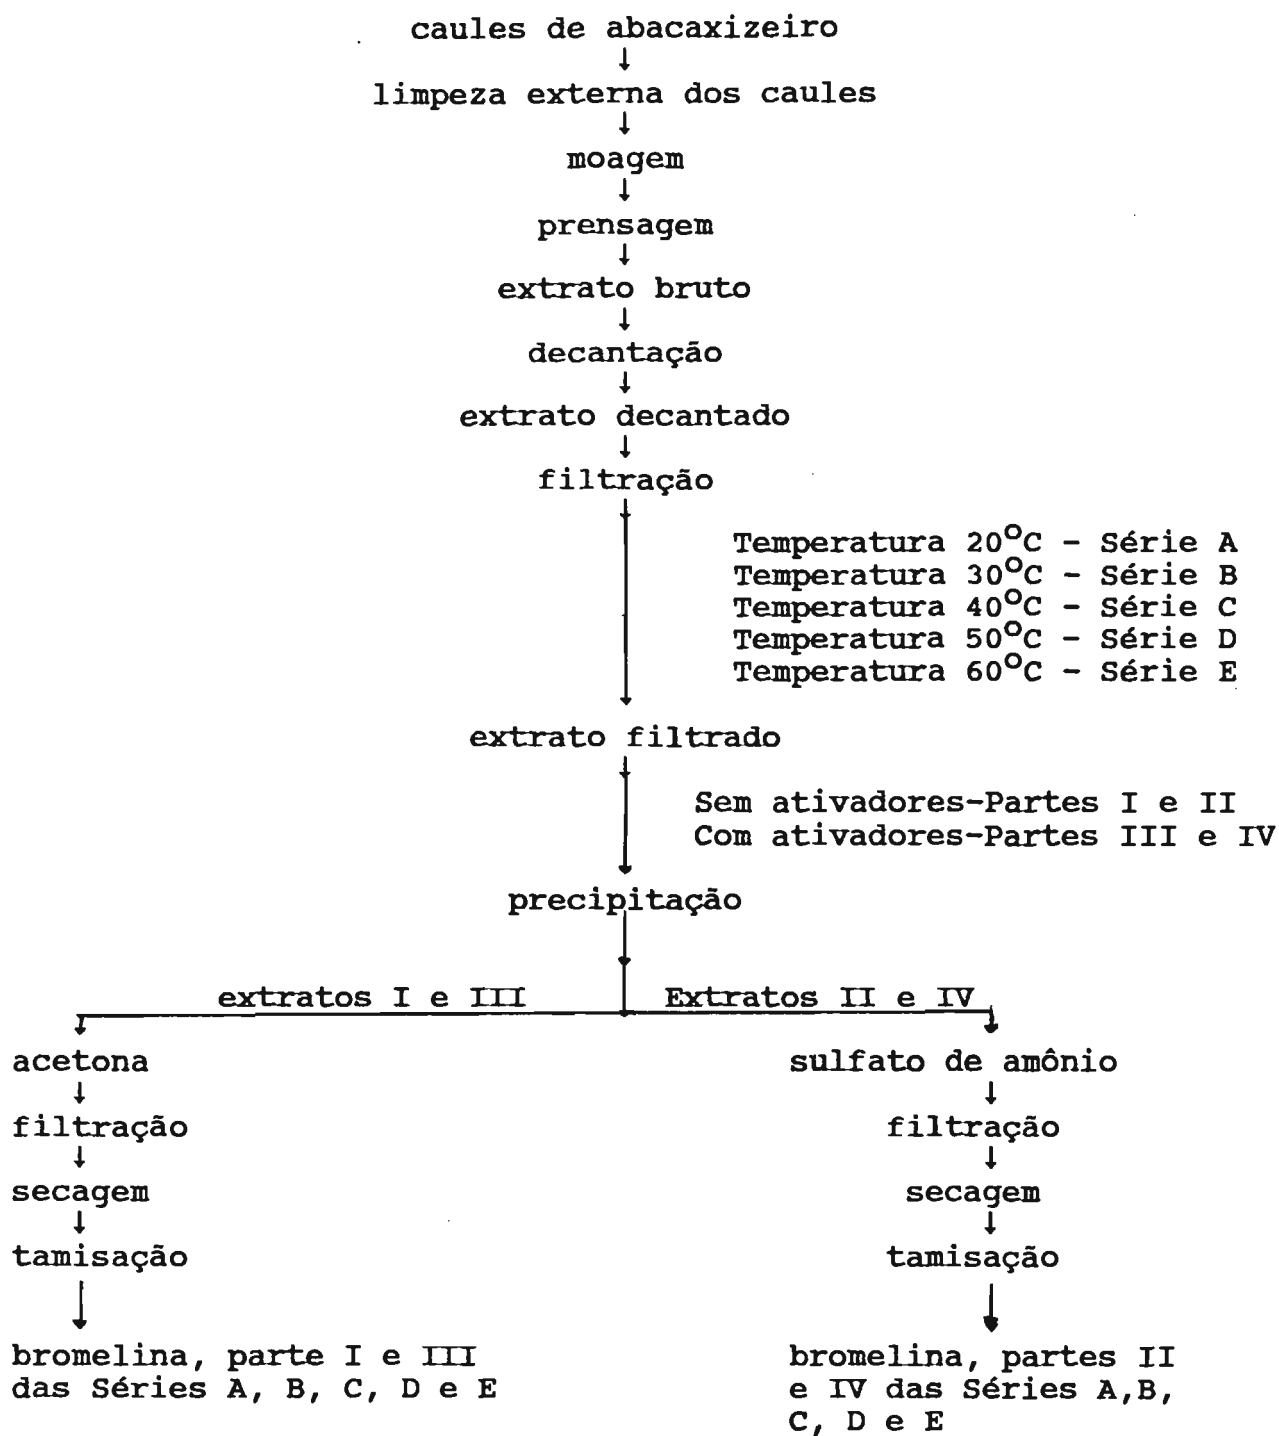 caules de abacaxizeiro
limpeza externa dos caules
moagem
prensagem
extrato bruto
decantação
extrato decantado
filtração
Temperatura 20°C - Série A
Temperatura 30°C - Série B
Temperatura 40°C - Série C
Temperatura 50°C - Série D
Temperatura 60°C - Série E
extrato filtrado
Sem ativadores-Partes I e II
Com ativadores-Partes III e IV
precipitação
extratos I e III
Extratos II e IV
acetona
filtração
secagem
tamisação
bromelina, parte I e III
das Séries A, B, C, D e E
sulfato de amônio
filtração
secagem
tamisação
bromelina, partes II
e IV das Séries A,B,
C, D e E